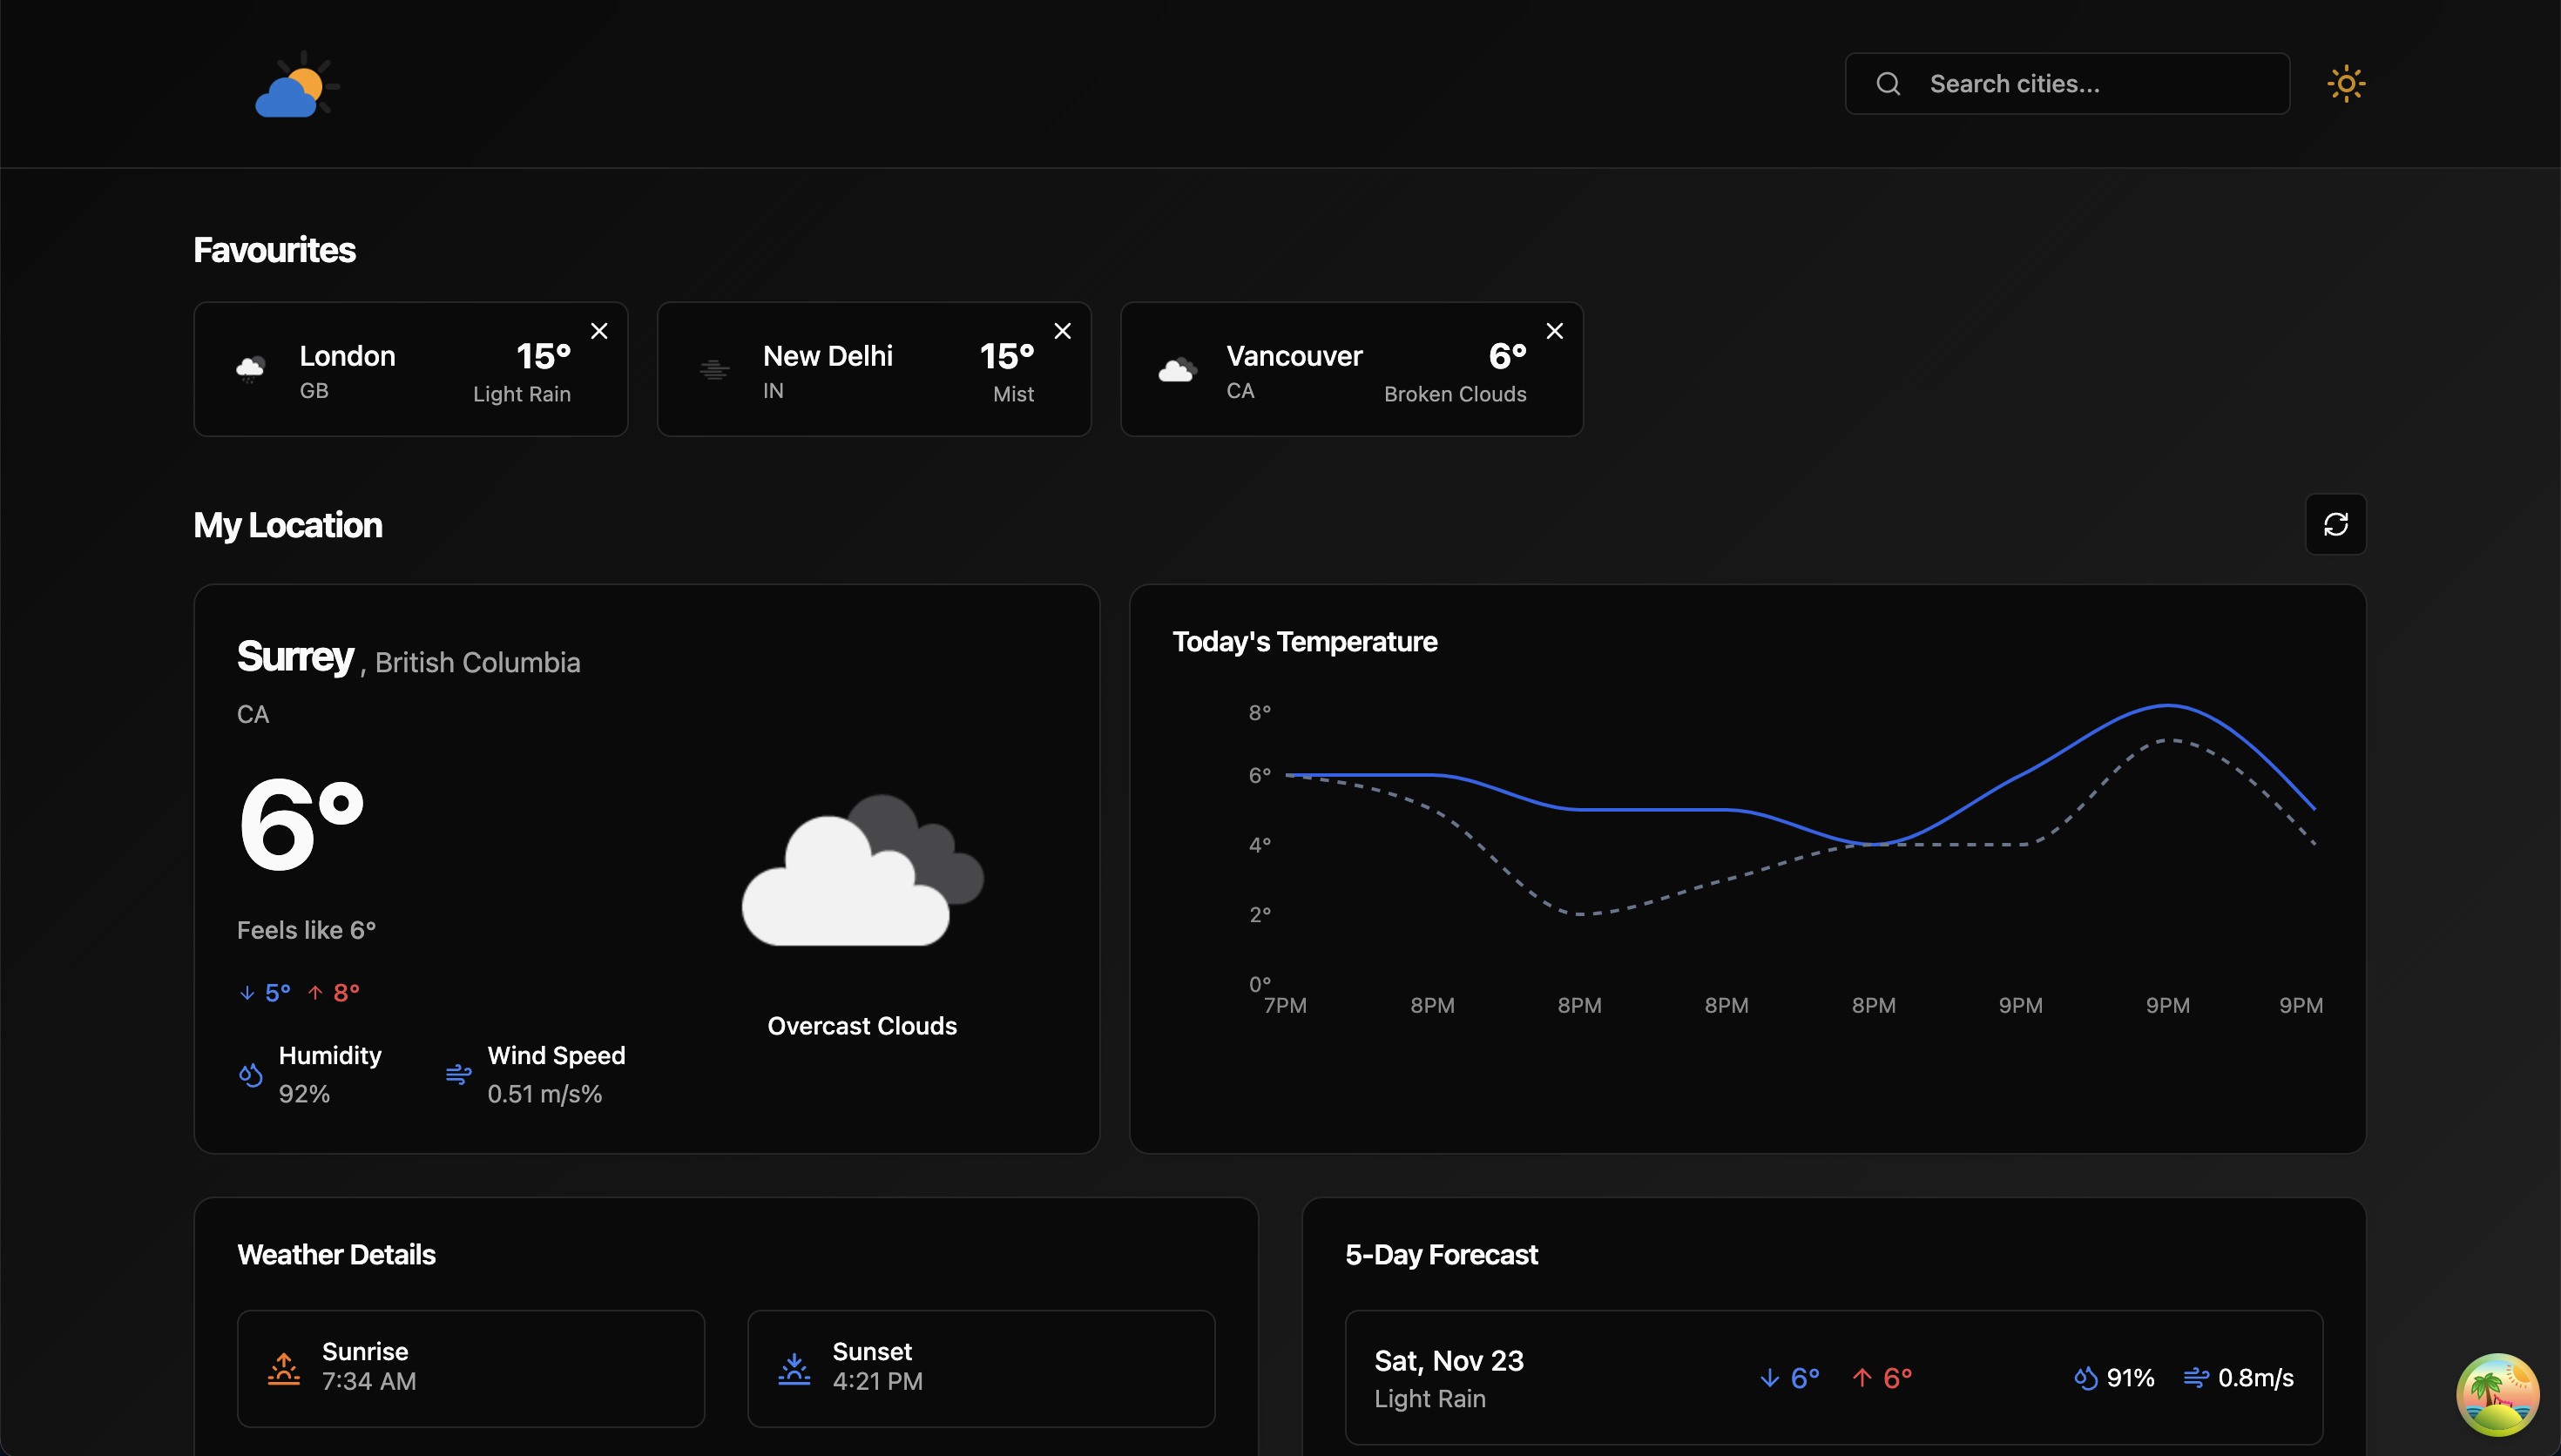 Search cities...
Favourites
London
GB
15°
Light Rain
New Delhi
IN
15°
Mist
Vancouver
CA
6°
Broken Clouds
My Location
Surrey , British Columbia
CA
6°
Feels like 6°
5° 8°
Humidity
92%
Wind Speed
0.51 m/s%
Overcast Clouds
Today's Temperature
8°
6°
4°
2°
0°
7PM 8PM 8PM 8PM 8PM 9PM 9PM 9PM
Weather Details
Sunrise
7:34 AM
Sunset
4:21 PM
5-Day Forecast
Sat, Nov 23
Light Rain
6° 6°
91% 0.8m/s